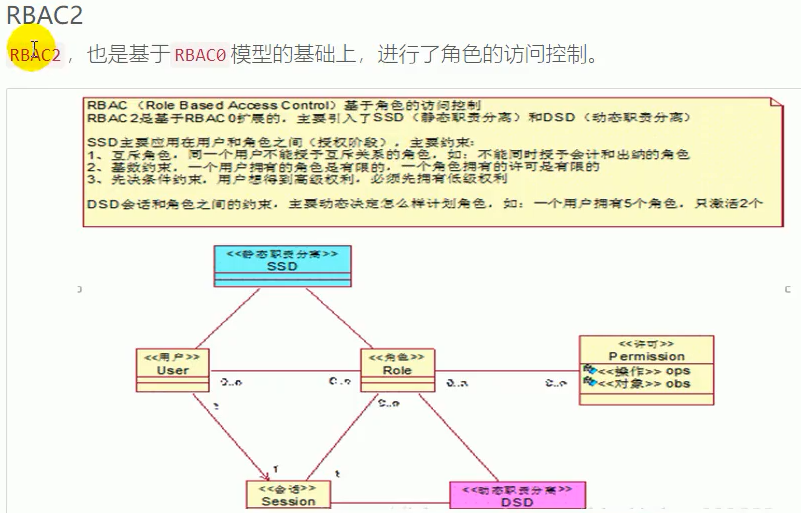 RBAC2
RBAC2，也是基于RBAC0模型的基础上，进行了角色的访问控制。
RBAC（Role Based Access Control）基于角色的访问控制
RBAC2是基于RBAC0扩展的，主要引入了SSD（静态职责分离）和DSD（动态职责分离）
SSD主要应用在用户和角色之间（授权阶段），主要约束：
1、互斥角色，同一个用户不能授予互斥关系的角色，如：不能同时授予会计和出纳的角色
2、基数约束，一个用户拥有的角色是有限的，一个角色拥有的许可是有限的
3、先决条件约束，用户想得到高级权利，必须先拥有低级权利
DSD会话和角色之间的约束，主要动态决定怎么样计划角色，如：一个用户拥有5个角色，只激活2个
<<静态职责分离>>
SSD
<<用户>>
User
<<角色>>
Role
<<许可>>
Permission
<<操作>> ops
<<对象>> obs
0..n
0..n
0..n
0..n
0..n
<<会话>>
Session
<<动态职责分离>>
DSD